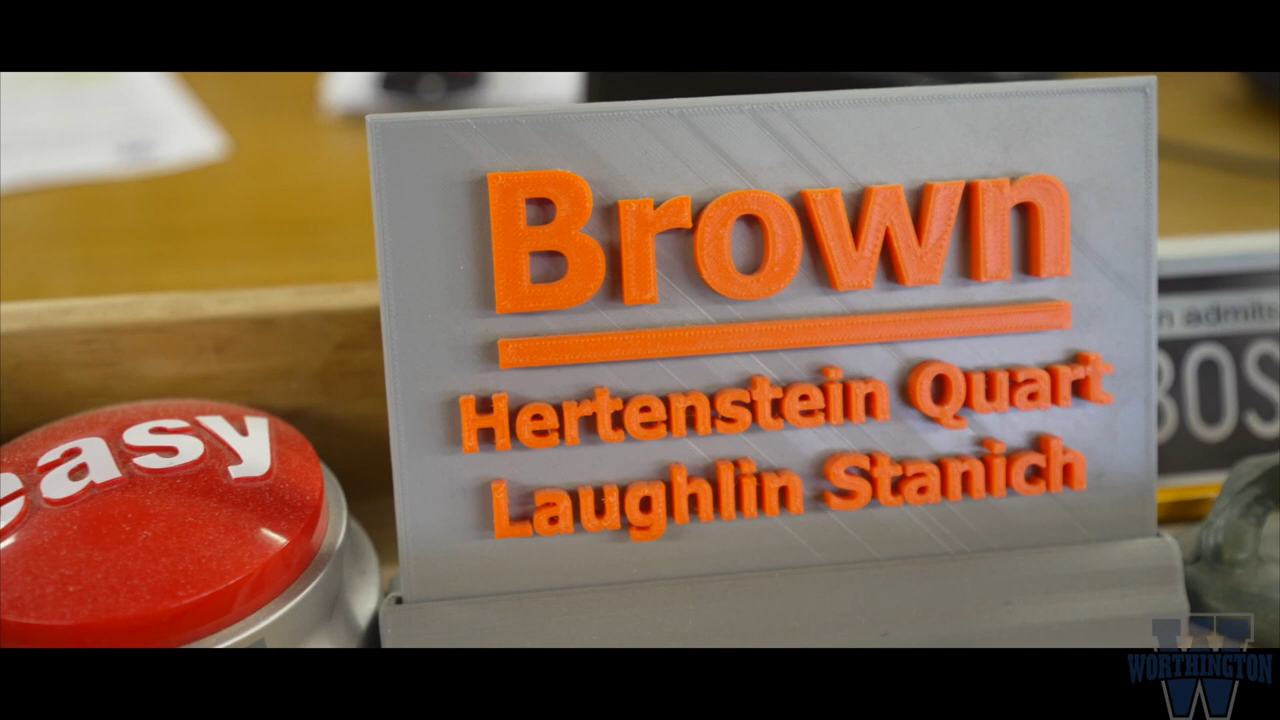 Brown
Hertenstein Quart
Laughlin Stanich
easy
n admits
BOS
WORTHINGTON
W